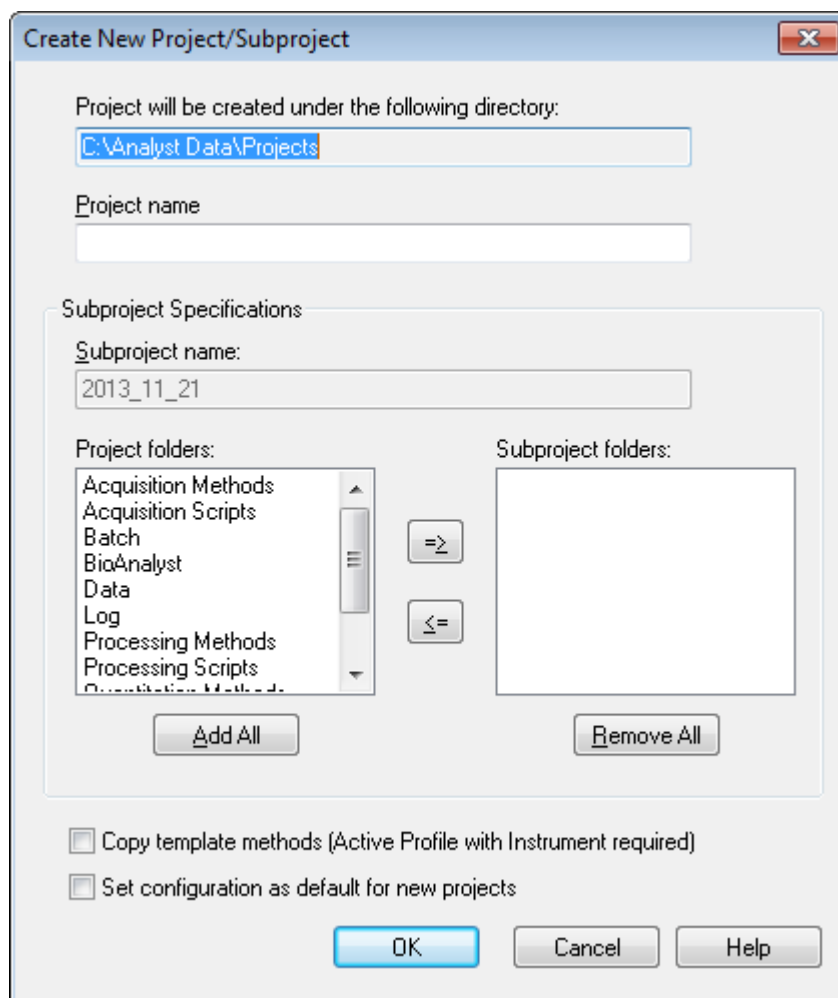 Create New Project/Subproject
Project will be created under the following directory:
C:\Analyst Data\Projects
Project name
Subproject Specifications
Subproject name:
2013_11_21
Project folders:
Subproject folders:
Acquisition Methods
Acquisition Scripts
Batch
BioAnalyst
Data
Log
Processing Methods
Processing Scripts
Quantitation Methods
=>
<=
Add All
Remove All
Copy template methods (Active Profile with Instrument required)
Set configuration as default for new projects
OK
Cancel
Help